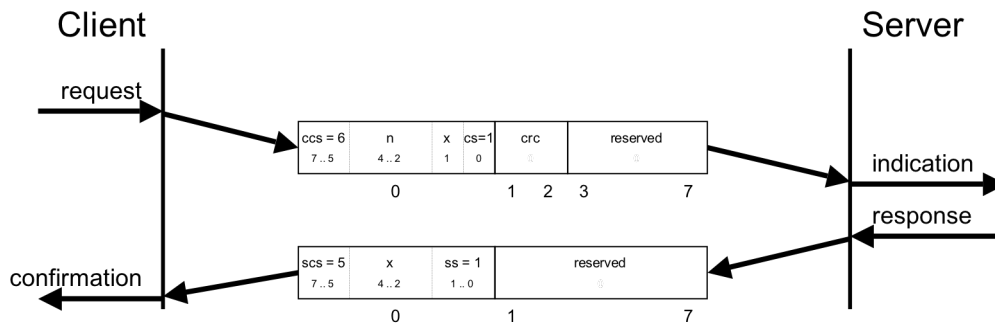 Client
Server
request
ccs = 6 n x cs=1 crc reserved
7 .. 5 4 .. 2 1 0
0 1 2 3 7
indication
response
scs = 5 x ss = 1 reserved
7 .. 5 4 .. 2 1 .. 0
confirmation
0 1 7